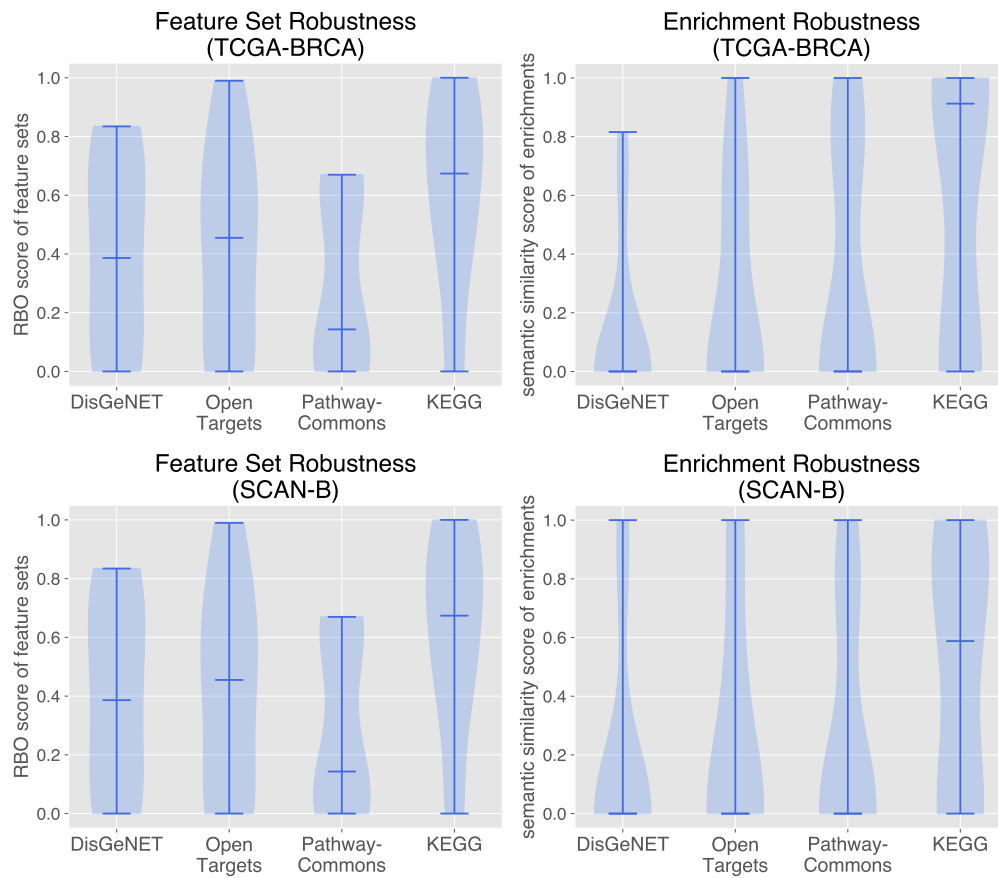 Feature Set Robustness
(TCGA-BRCA)
RBO score of feature sets
1.0
0.8
0.6
0.4
0.2
0.0
DisGeNET
Open
Targets
Pathway-
Commons
KEGG
Enrichment Robustness
(TCGA-BRCA)
semantic similarity score of enrichments
1.0
0.8
0.6
0.4
0.2
0.0
DisGeNET
Open
Targets
Pathway-
Commons
KEGG
Feature Set Robustness
(SCAN-B)
RBO score of feature sets
1.0
0.8
0.6
0.4
0.2
0.0
DisGeNET
Open
Targets
Pathway-
Commons
KEGG
Enrichment Robustness
(SCAN-B)
semantic similarity score of enrichments
1.0
0.8
0.6
0.4
0.2
0.0
DisGeNET
Open
Targets
Pathway-
Commons
KEGG